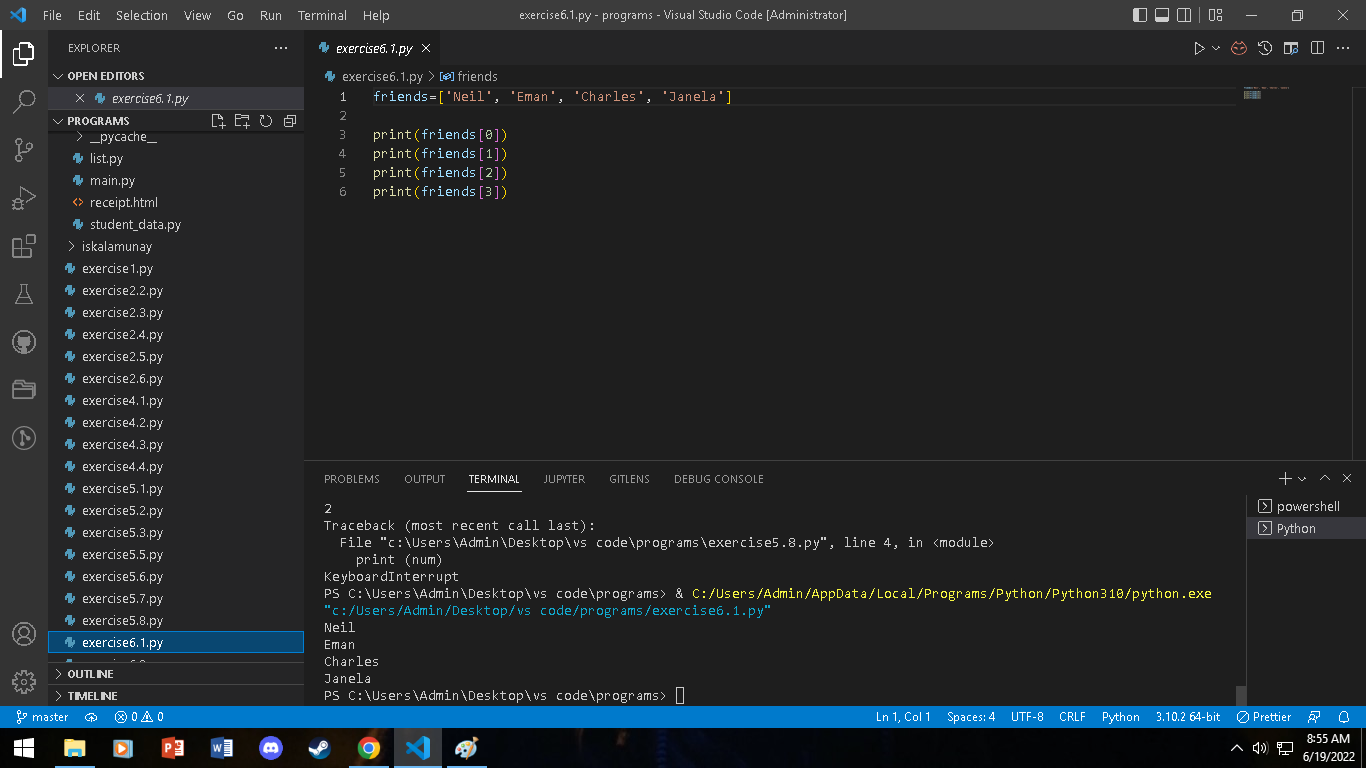 File Edit Selection View Go Run Terminal Help
exercise6.1.py - programs - Visual Studio Code [Administrator]
EXPLORER
OPEN EDITORS
exercise6.1.py
PROGRAMS
__pycache__
list.py
main.py
receipt.html
student_data.py
iskalamunay
exercise1.py
exercise2.2.py
exercise2.3.py
exercise2.4.py
exercise2.5.py
exercise2.6.py
exercise4.1.py
exercise4.2.py
exercise4.3.py
exercise4.4.py
exercise5.1.py
exercise5.2.py
exercise5.3.py
exercise5.5.py
exercise5.6.py
exercise5.7.py
exercise5.8.py
exercise6.1.py
OUTLINE
TIMELINE
exercise6.1.py
exercise6.1.py > friends
1 friends=['Neil', 'Eman', 'Charles', 'Janela']
2
3 print(friends[0])
4 print(friends[1])
5 print(friends[2])
6 print(friends[3])
PROBLEMS OUTPUT TERMINAL JUPYTER GITLENS DEBUG CONSOLE
2
Traceback (most recent call last):
File "c:\Users\Admin\Desktop\vs code\programs\exercise5.8.py", line 4, in <module>
print (num)
KeyboardInterrupt
PS C:\Users\Admin\Desktop\vs code\programs> & C:/Users/Admin/AppData/Local/Programs/Python/Python310/python.exe
"c:/Users/Admin/Desktop/vs code/programs/exercise6.1.py"
Neil
Eman
Charles
Janela
PS C:\Users\Admin\Desktop\vs code\programs>
powershell
Python
master 0 0 Ln 1, Col 1 Spaces: 4 UTF-8 CRLF Python 3.10.2 64-bit Prettier
8:55 AM
6/19/2022